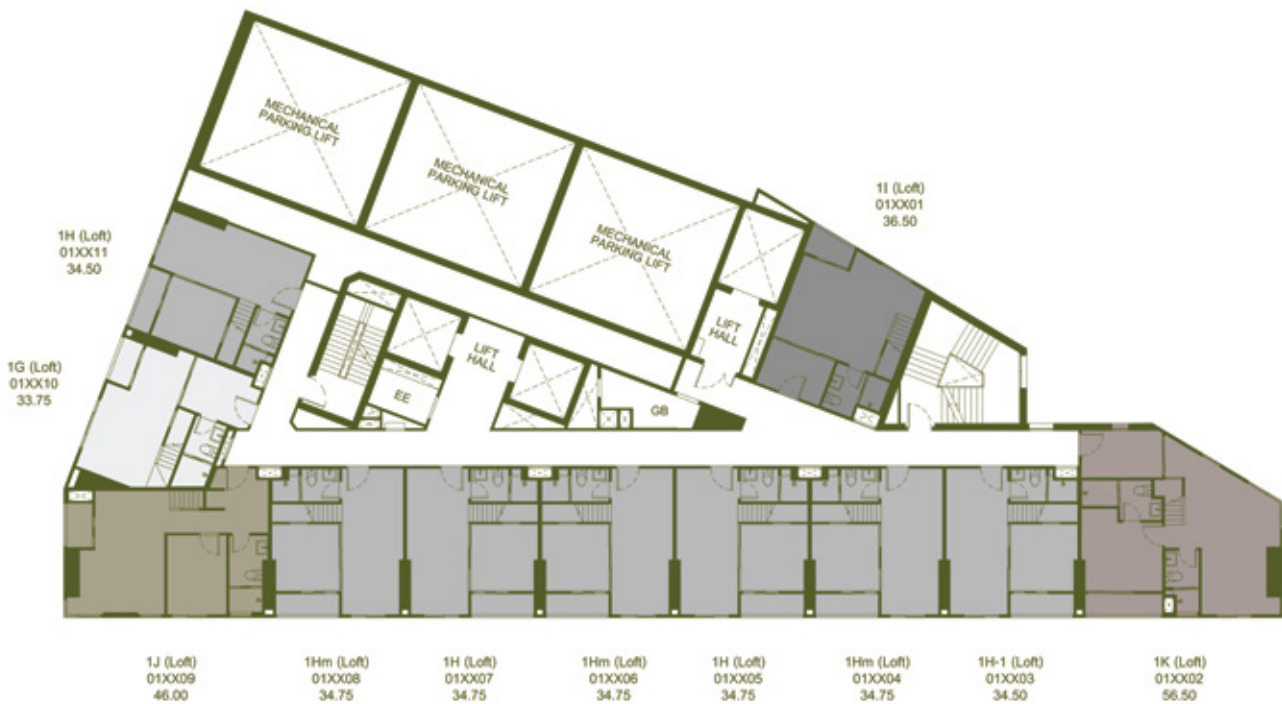 MECHANICAL
PARKING LIFT
MECHANICAL
PARKING LIFT
MECHANICAL
PARKING LIFT
1I (Loft)
01XX01
36.50
1H (Loft)
01XX11
34.50
LIFT
HALL
LIFT
HALL
1G (Loft)
01XX10
33.75
EE
GB
1J (Loft)
01XX09
46.00
1Hm (Loft)
01XX08
34.75
1H (Loft)
01XX07
34.75
1Hm (Loft)
01XX06
34.75
1H (Loft)
01XX05
34.75
1Hm (Loft)
01XX04
34.75
1H-1 (Loft)
01XX03
34.50
1K (Loft)
01XX02
56.50